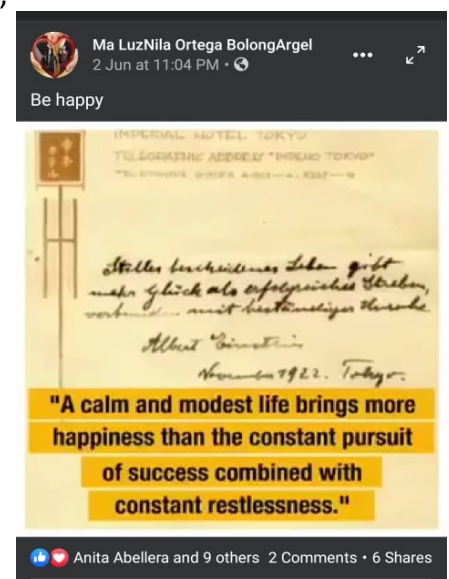 Ma LuzNila Ortega BolongArgel
2 Jun at 11:04 PM
Be happy
IMPERIAL HOTEL TOKYO
TELEGRAPHIC ADDRESS "IMPEHO TOKYO"
Stilles bescheidenes Leben gibt
mehr Glück als erfolgreiches Streben,
verbunden mit beständiger Unruhe
Albert Einstein
November 1922. Tokyo.
"A calm and modest life brings more
happiness than the constant pursuit
of success combined with
constant restlessness."
Anita Abellera and 9 others 2 Comments • 6 Shares